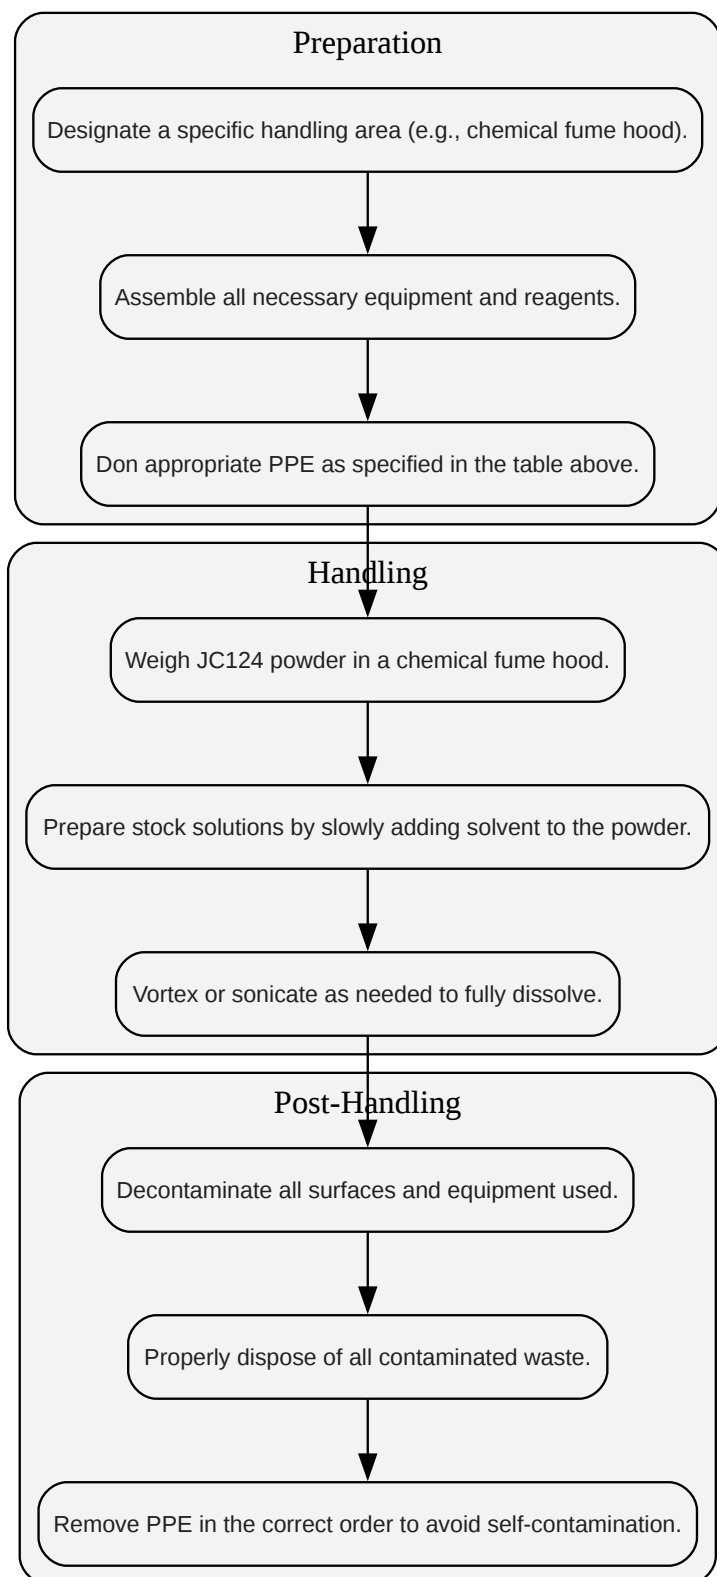 Preparation
Designate a specific handling area (e.g., chemical fume hood).
Assemble all necessary equipment and reagents.
Don appropriate PPE as specified in the table above.
Handling
Weigh JC124 powder in a chemical fume hood.
Prepare stock solutions by slowly adding solvent to the powder.
Vortex or sonicate as needed to fully dissolve.
Post-Handling
Decontaminate all surfaces and equipment used.
Properly dispose of all contaminated waste.
Remove PPE in the correct order to avoid self-contamination.